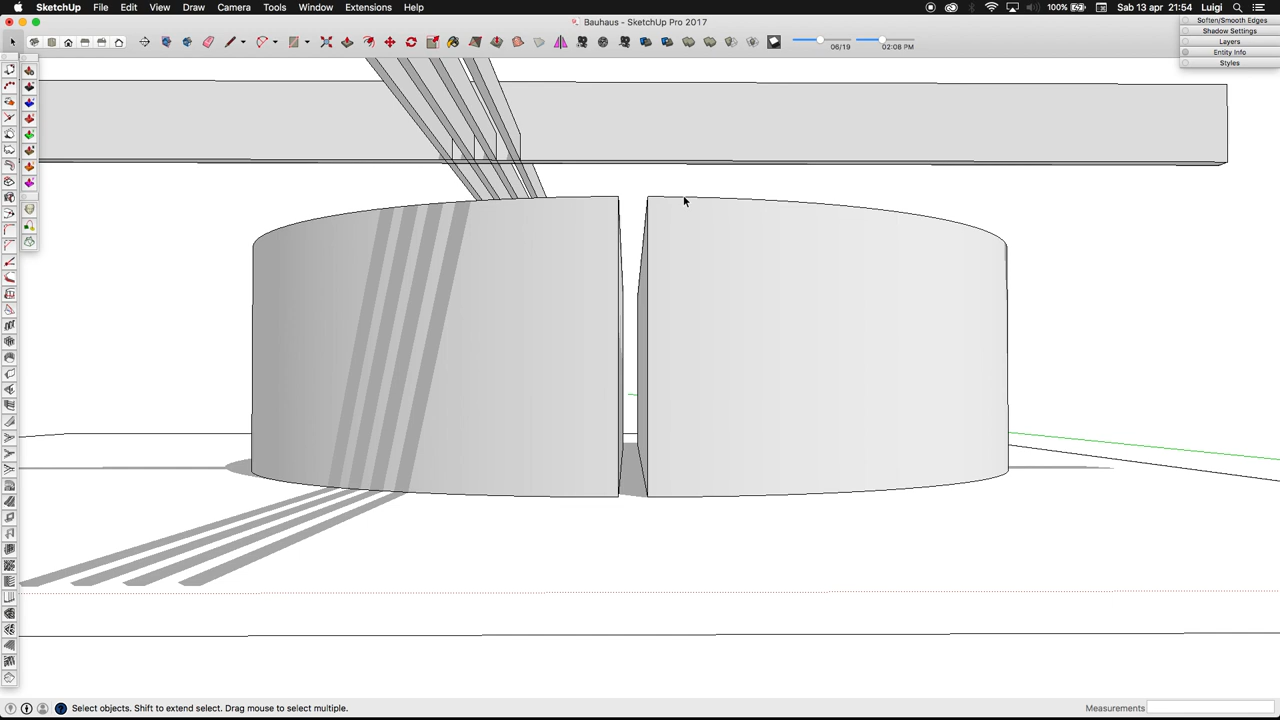 SketchUp File Edit View Draw Camera Tools Window Extensions Help 100% Sab 13 apr 21:54 Luigi
Bauhaus - SketchUp Pro 2017
Soften/Smooth Edges
Shadow Settings
Layers
Entity Info
Styles
06/19 02:08 PM
Select objects. Shift to extend select. Drag mouse to select multiple. Measurements